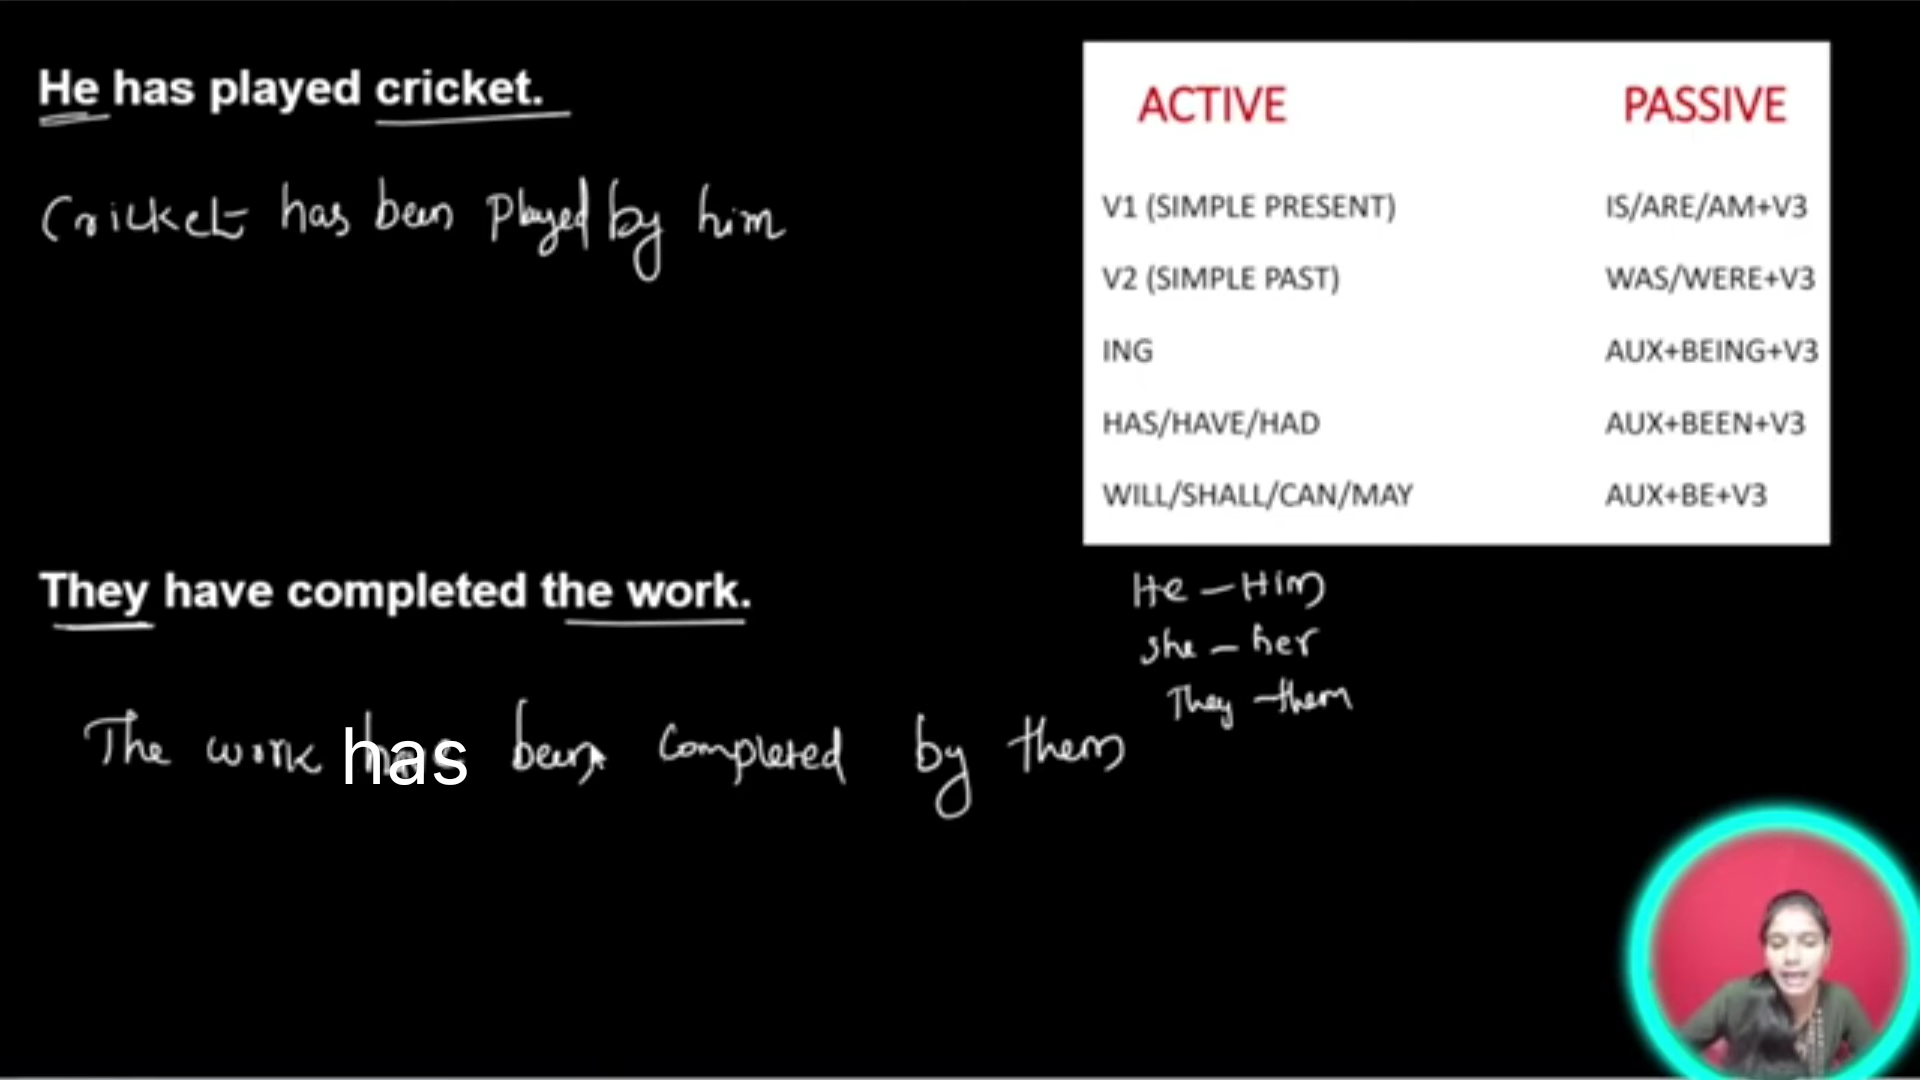 He has played cricket.
Cricket has been played by him
They have completed the work.
The work has been completed by them
ACTIVE PASSIVE
V1 (SIMPLE PRESENT) IS/ARE/AM+V3
V2 (SIMPLE PAST) WAS/WERE+V3
ING AUX+BEING+V3
HAS/HAVE/HAD AUX+BEEN+V3
WILL/SHALL/CAN/MAY AUX+BE+V3
He – Him
She – her
They – them